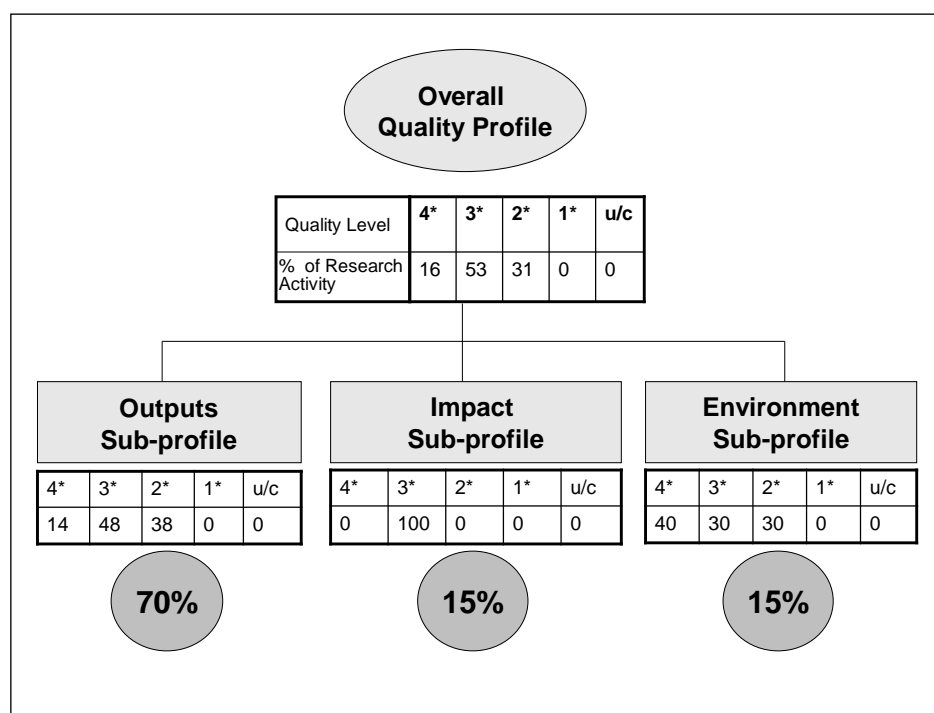 Overall
Quality Profile
Quality Level 4* 3* 2* 1* u/c
% of Research
Activity 16 53 31 0 0
Outputs
Sub-profile
4* 3* 2* 1* u/c
14 48 38 0 0
70%
Impact
Sub-profile
4* 3* 2* 1* u/c
0 100 0 0 0
15%
Environment
Sub-profile
4* 3* 2* 1* u/c
40 30 30 0 0
15%